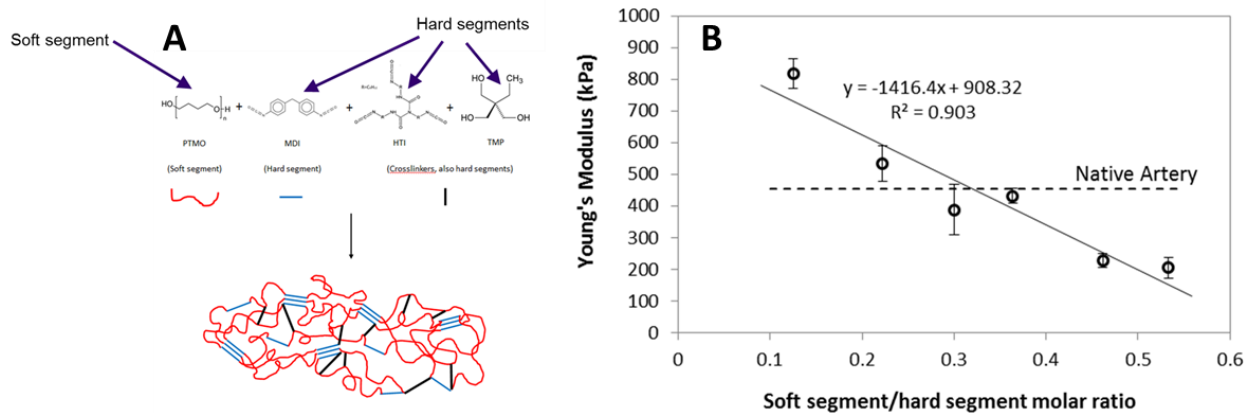 Hard segments
Soft segment
A
HO
O
H
n
CH3
HO
HO
OH
+
+
+
PTMO
MDI
HTI
TMP
(Soft segment)
(Hard segment)
(Crosslinkers, also hard segments)
B
Young's Modulus (kPa)
1000
900
800
700
600
500
400
300
200
100
0
y = -1416.4x + 908.32
R² = 0.903
Native Artery
0
0.1
0.2
0.3
0.4
0.5
0.6
Soft segment/hard segment molar ratio